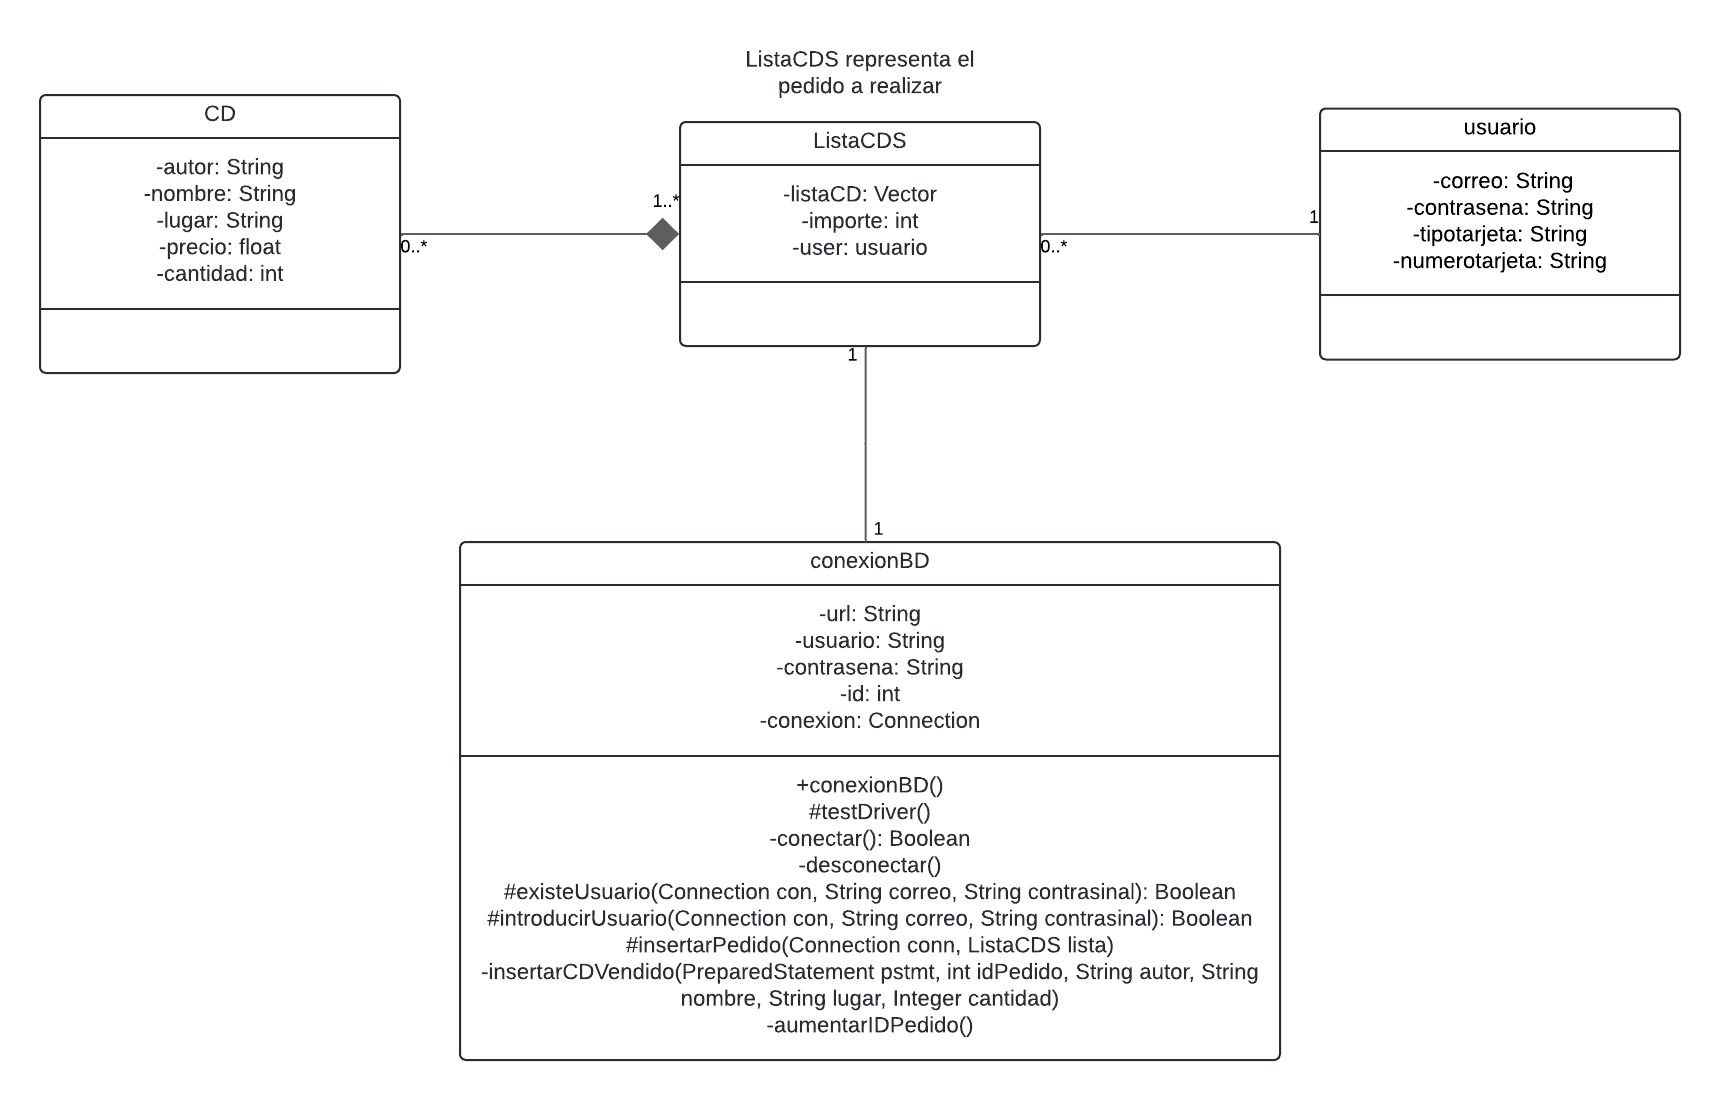 ListaCDS representa el
pedido a realizar
CD
-autor: String
-nombre: String
-lugar: String
-precio: float
-cantidad: int
0..*
1..*
ListaCDS
-listaCD: Vector
-importe: int
-user: usuario
0..*
1
usuario
-correo: String
-contrasena: String
-tipotarjeta: String
-numerotarjeta: String
1
1
conexionBD
-url: String
-usuario: String
-contrasena: String
-id: int
-conexion: Connection
+conexionBD()
#testDriver()
-conectar(): Boolean
-desconectar()
#existeUsuario(Connection con, String correo, String contrasinal): Boolean
#introducirUsuario(Connection con, String correo, String contrasinal): Boolean
#insertarPedido(Connection conn, ListaCDS lista)
-insertarCDVendido(PreparedStatement pstmt, int idPedido, String autor, String
nombre, String lugar, Integer cantidad)
-aumentarIDPedido()